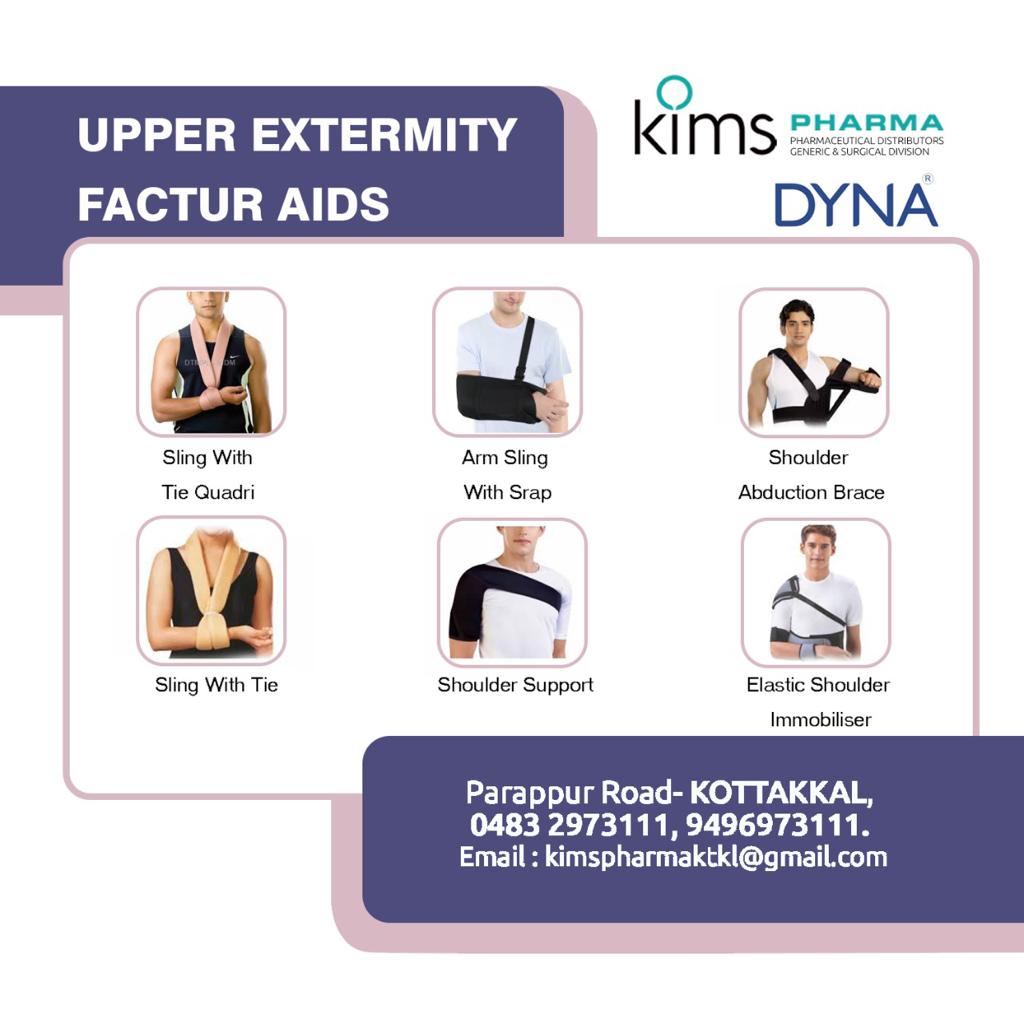 UPPER EXTERMITY
FACTUR AIDS
kims PHARMA
PHARMACEUTICAL DISTRIBUTORS
GENERIC & SURGICAL DIVISION
DYNA®
Sling With
Tie Quadri
Arm Sling
With Srap
Shoulder
Abduction Brace
Sling With Tie
Shoulder Support
Elastic Shoulder
Immobiliser
Parappur Road- KOTTAKKAL,
0483 2973111, 9496973111.
Email : kimspharmaktkl@gmail.com